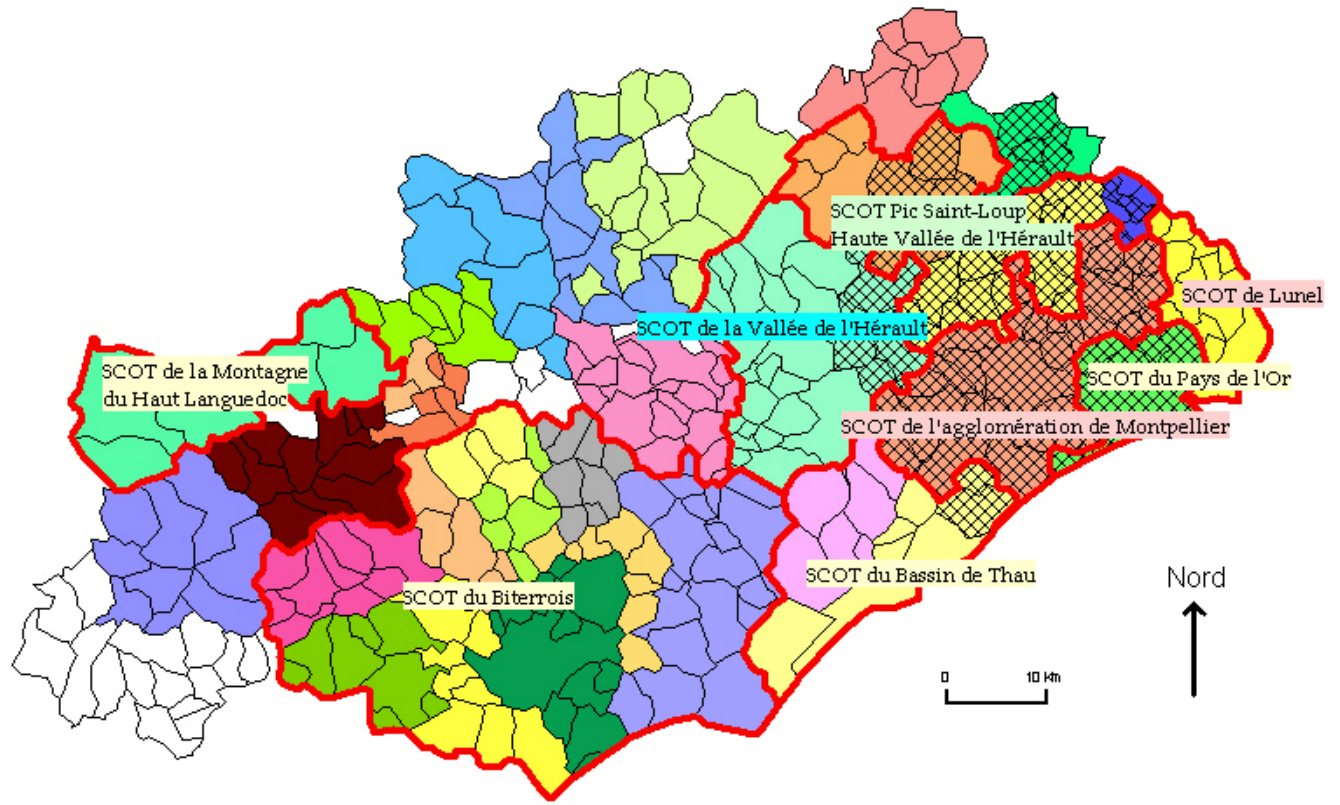 SCOT Pic Saint-Loup
Haute Vallée de l'Hérault
SCOT de Lunel
SCOT de la Vallée de l'Hérault
SCOT de la Montagne
du Haut Languedoc
SCOT du Pays de l'Or
SCOT de l'agglomération de Montpellier
SCOT du Bassin de Thau
SCOT du Biterrois
Nord
0 10 km